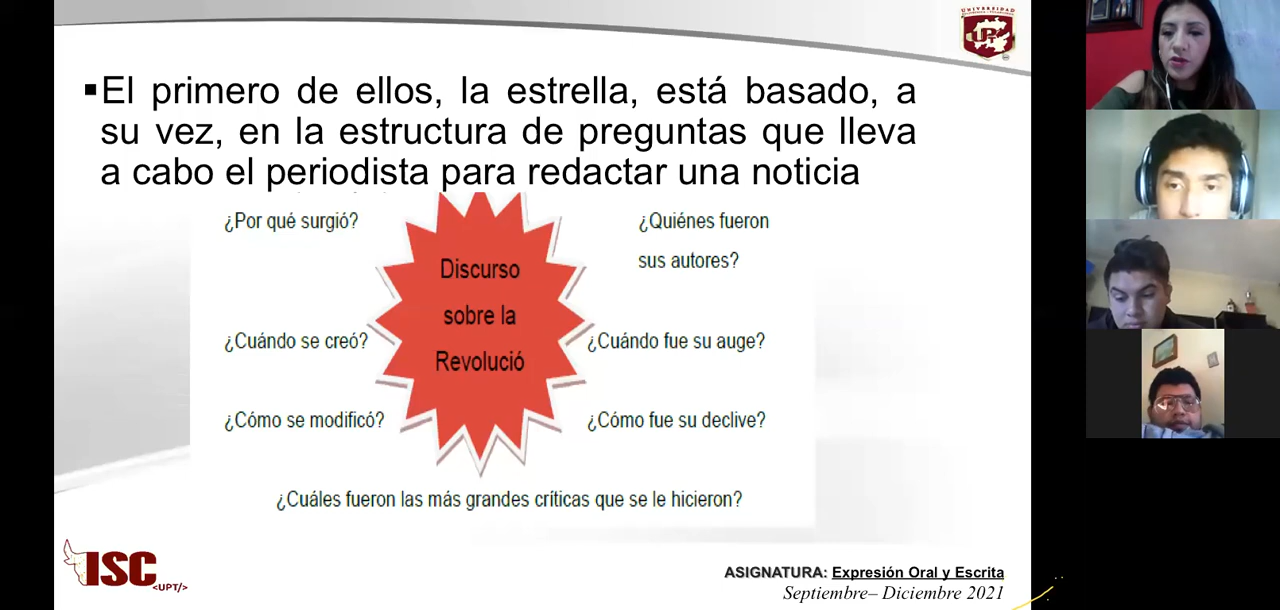 UNIVERSIDAD
UPT
▪El primero de ellos, la estrella, está basado, a
su vez, en la estructura de preguntas que lleva
a cabo el periodista para redactar una noticia
¿Por qué surgió?
¿Quiénes fueron
sus autores?
Discurso
sobre la
Revolució
¿Cuándo se creó?
¿Cuándo fue su auge?
¿Cómo se modificó?
¿Cómo fue su declive?
¿Cuáles fueron las más grandes críticas que se le hicieron?
ISC
<UPT/>
ASIGNATURA: Expresión Oral y Escrita
Septiembre– Diciembre 2021